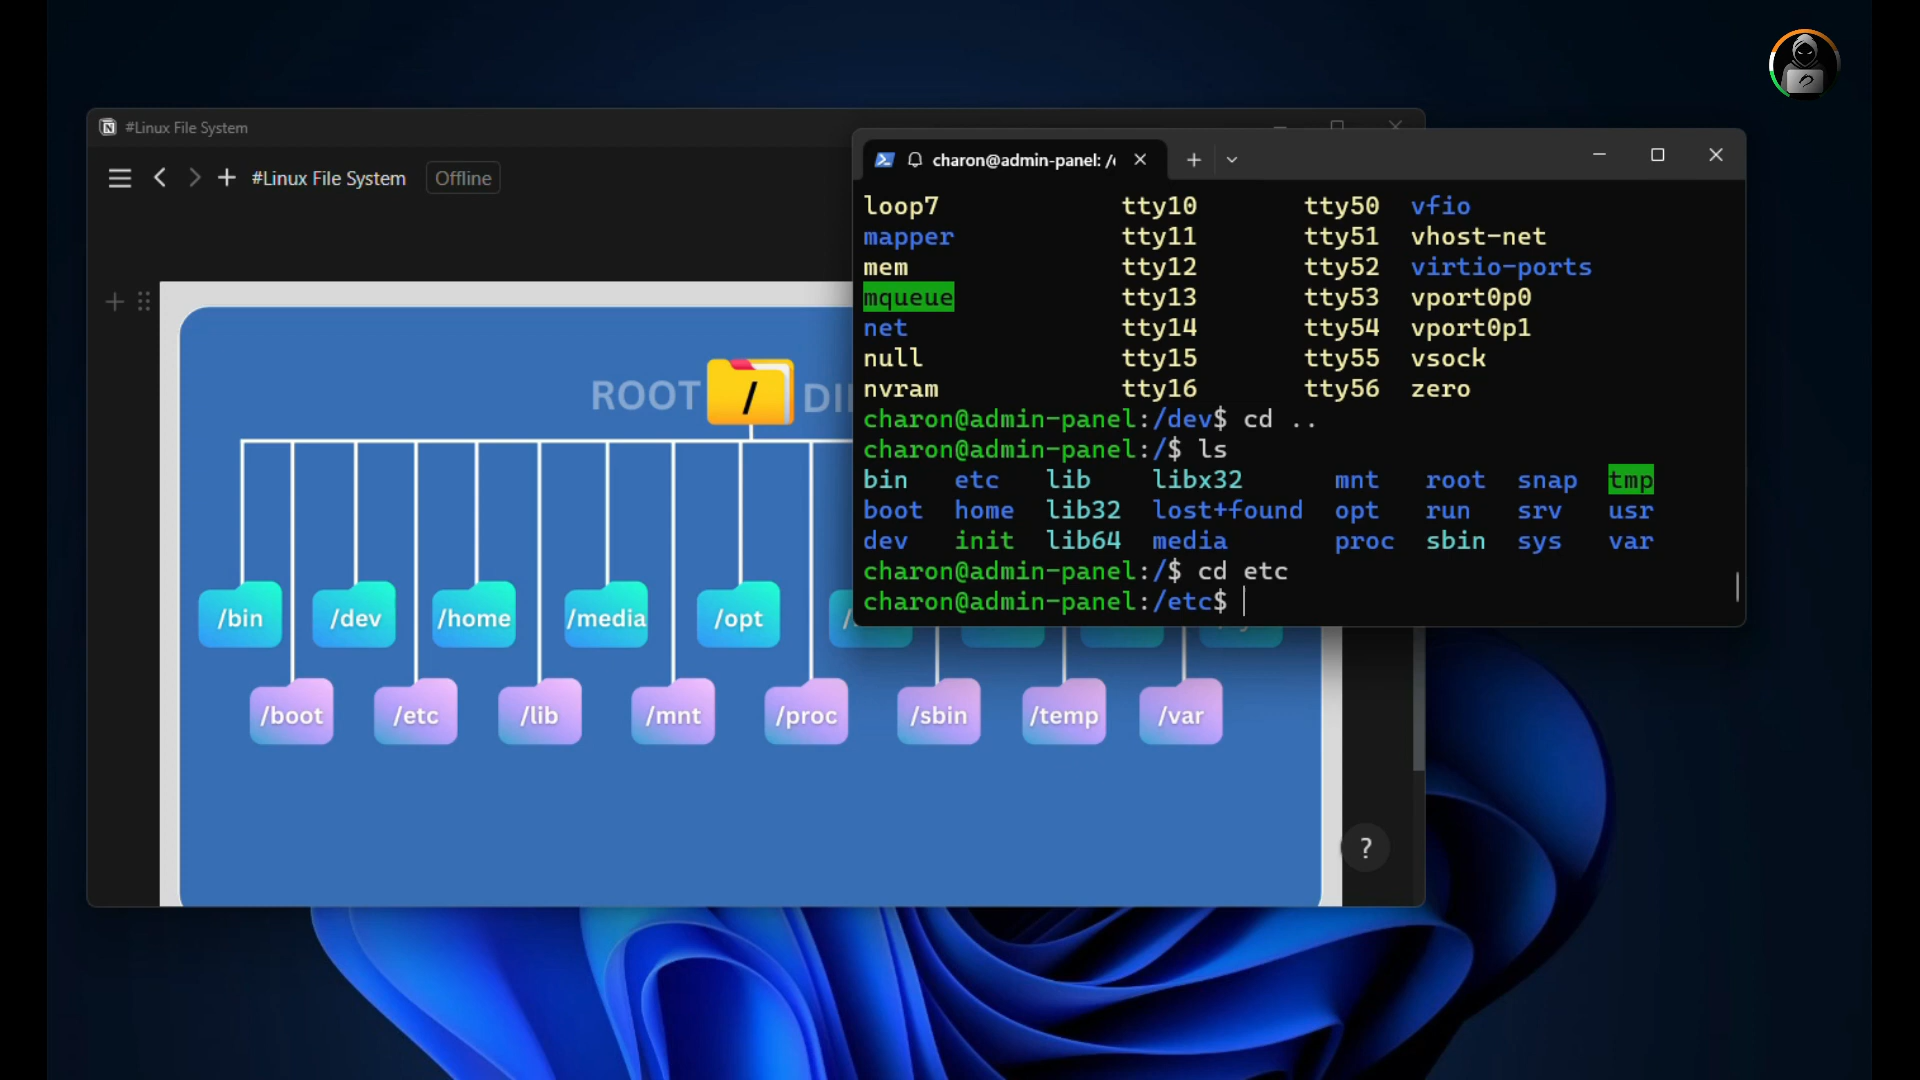 #Linux File System
#Linux File System
Offline
ROOT / DI
/bin /dev /home /media /opt
/boot /etc /lib /mnt /proc /sbin /temp /var
?
charon@admin-panel: /
loop7 tty10 tty50 vfio
mapper tty11 tty51 vhost-net
mem tty12 tty52 virtio-ports
mqueue tty13 tty53 vport0p0
net tty14 tty54 vport0p1
null tty15 tty55 vsock
nvram tty16 tty56 zero
charon@admin-panel:/dev$ cd ..
charon@admin-panel:/$ ls
bin etc lib libx32 mnt root snap tmp
boot home lib32 lost+found opt run srv usr
dev init lib64 media proc sbin sys var
charon@admin-panel:/$ cd etc
charon@admin-panel:/etc$